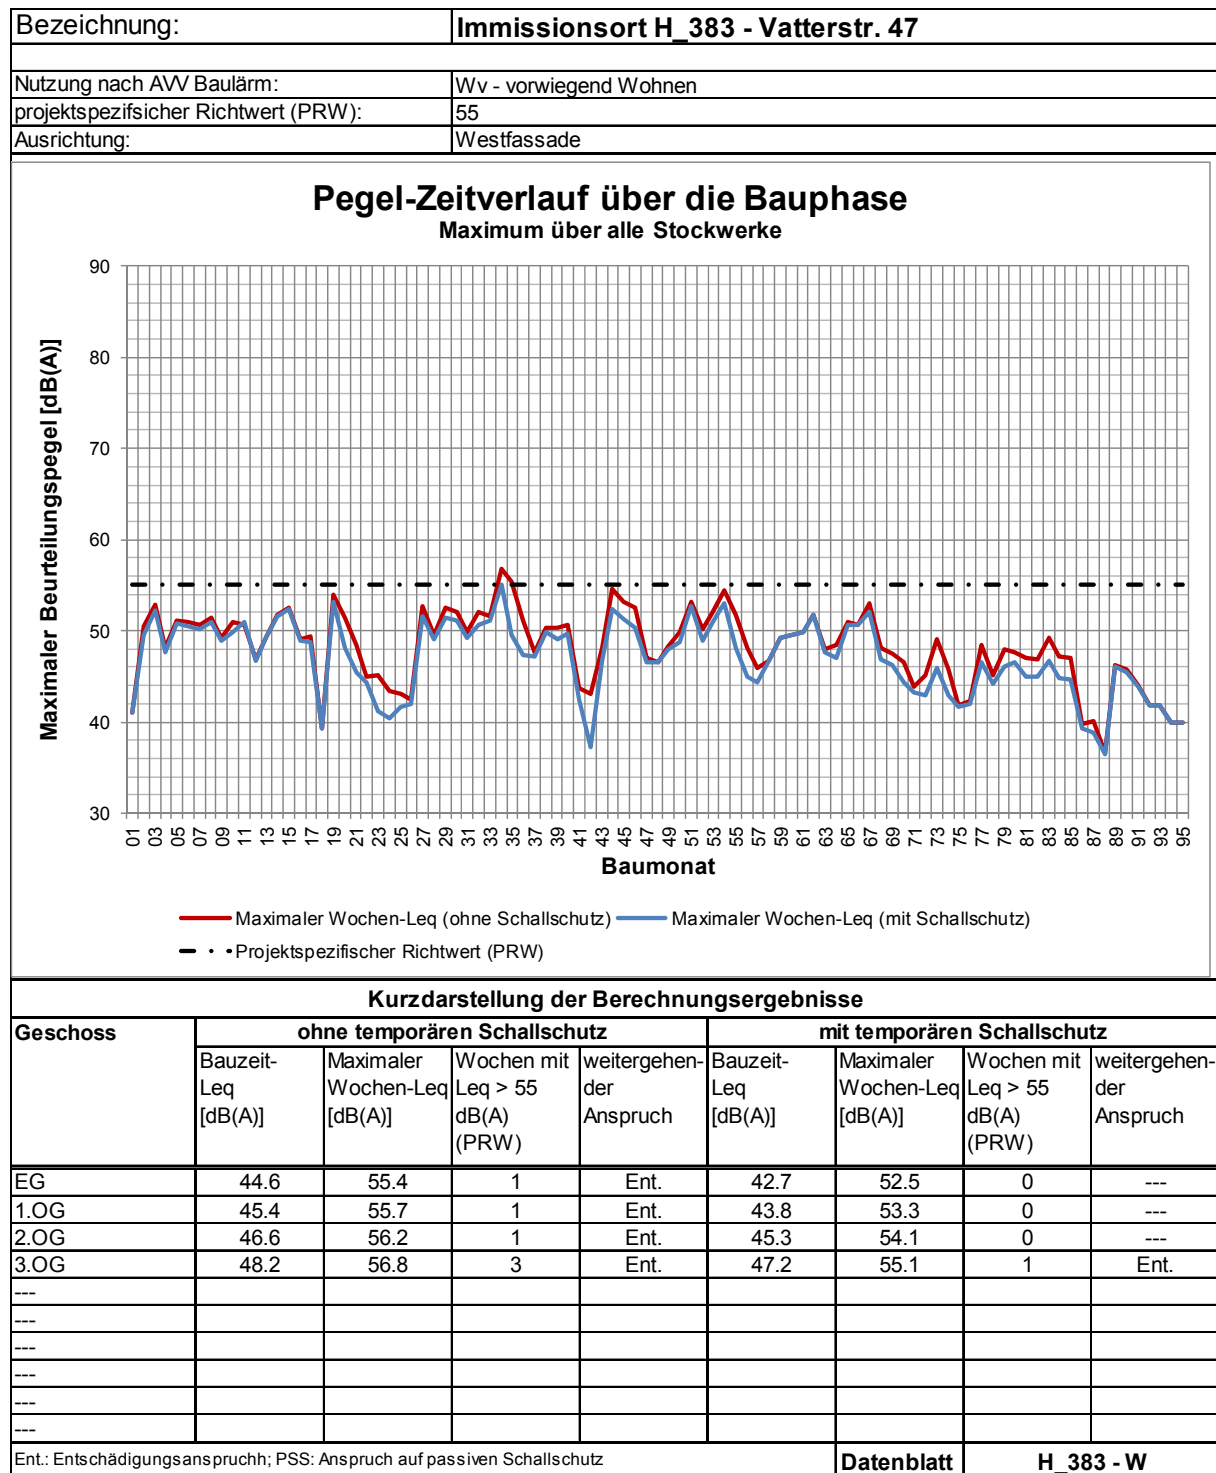 Bezeichnung: Immissionsort H_383 - Vatterstr. 47
Nutzung nach AVV Baulärm: Wv - vorwiegend Wohnen
projektspezifsicher Richtwert (PRW): 55
Ausrichtung: Westfassade
Pegel-Zeitverlauf über die Bauphase
Maximum über alle Stockwerke
Maximaler Beurteilungspegel [dB(A)]
90
80
70
60
50
40
30
01 03 05 07 09 11 13 15 17 19 21 23 25 27 29 31 33 35 37 39 41 43 45 47 49 51 53 55 57 59 61 63 65 67 69 71 73 75 77 79 81 83 85 87 89 91 93 95
Baumonat
Maximaler Wochen-Leq (ohne Schallschutz) Maximaler Wochen-Leq (mit Schallschutz)
Projektspezifischer Richtwert (PRW)
Kurzdarstellung der Berechnungsergebnisse
Geschoss ohne temporären Schallschutz mit temporären Schallschutz
Bauzeit- Maximaler Wochen mit weitergehen- Bauzeit- Maximaler Wochen mit weitergehen-
Leq Wochen-Leq Leq > 55 der Leq Wochen-Leq Leq > 55 der
[dB(A)] [dB(A)] dB(A) Anspruch [dB(A)] [dB(A)] dB(A) Anspruch
(PRW) (PRW)
EG 44.6 55.4 1 Ent. 42.7 52.5 0 ---
1.OG 45.4 55.7 1 Ent. 43.8 53.3 0 ---
2.OG 46.6 56.2 1 Ent. 45.3 54.1 0 ---
3.OG 48.2 56.8 3 Ent. 47.2 55.1 1 Ent.
---
---
---
---
---
---
Ent.: Entschädigungsanspruchh; PSS: Anspruch auf passiven Schallschutz Datenblatt H_383 - W